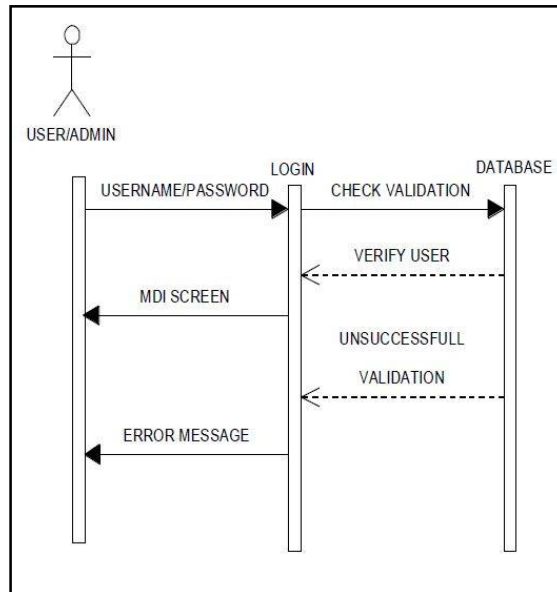 USER/ADMIN
LOGIN
DATABASE
USERNAME/PASSWORD
CHECK VALIDATION
VERIFY USER
MDI SCREEN
UNSUCCESSFULL
VALIDATION
ERROR MESSAGE